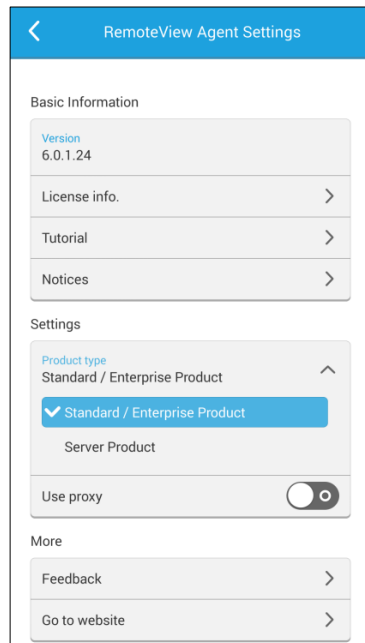 RemoteView Agent Settings
Basic Information
Version
6.0.1.24
License info.
Tutorial
Notices
Settings
Product type
Standard / Enterprise Product
Standard / Enterprise Product
Server Product
Use proxy
More
Feedback
Go to website